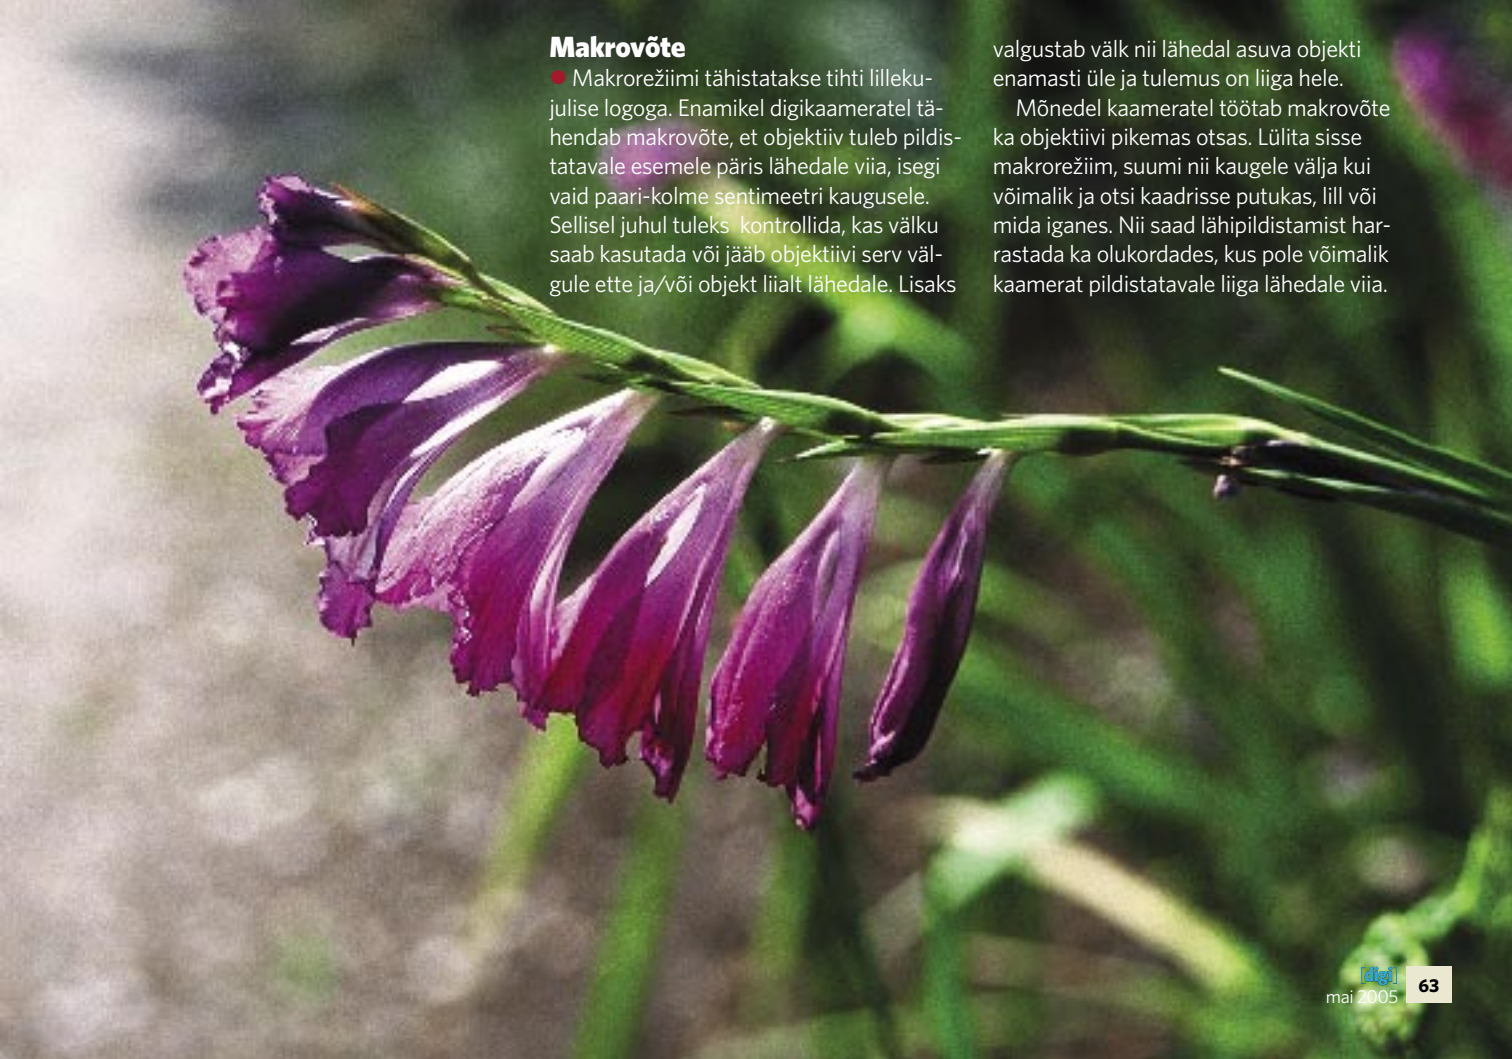 Makrovõte
● Makrorežiimi tähistatakse tihti lilleku-
julise logoga. Enamikel digikaameratel tä-
hendab makrovõte, et objektiiv tuleb pildis-
tatavale esemele päris lähedale viia, isegi
vaid paari-kolme sentimeetri kaugusele.
Sellisel juhul tuleks kontrollida, kas välku
saab kasutada või jääb objektiivi serv väl-
gule ette ja/või objekt liialt lähedale. Lisaks
valgustab välk nii lähedal asuva objekti
enamasti üle ja tulemus on liiga hele.
Mõnedel kaameratel töötab makrovõte
ka objektiivi pikemas otsas. Lülita sisse
makrorežiim, suumi nii kaugele välja kui
võimalik ja otsi kaadrisse putukas, lill või
mida iganes. Nii saad lähipildistamist har-
rastada ka olukordades, kus pole võimalik
kaamerat pildistatavale liiga lähedale viia.
[digi]
mai 2005
63